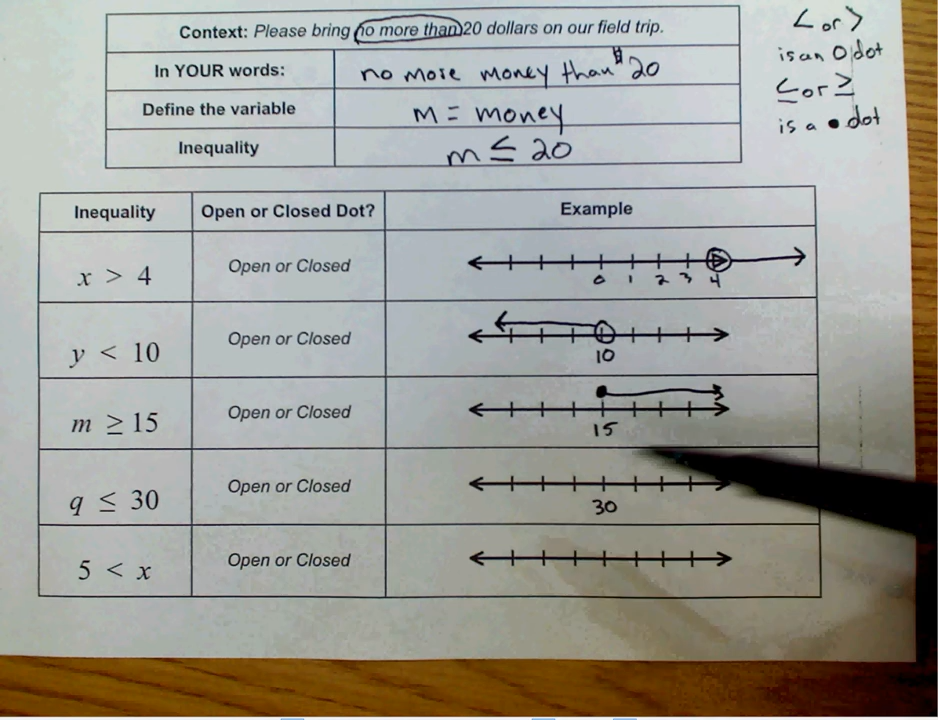 Context: Please bring no more than 20 dollars on our field trip.
In YOUR words: no more money than $20
Define the variable m = money
Inequality m ≤ 20
< or >
is an O dot
≤ or ≥
is a ● dot
Inequality Open or Closed Dot? Example
x > 4 Open or Closed
0 1 2 3 4
y < 10 Open or Closed
10
m ≥ 15 Open or Closed
15
q ≤ 30 Open or Closed
30
5 < x Open or Closed